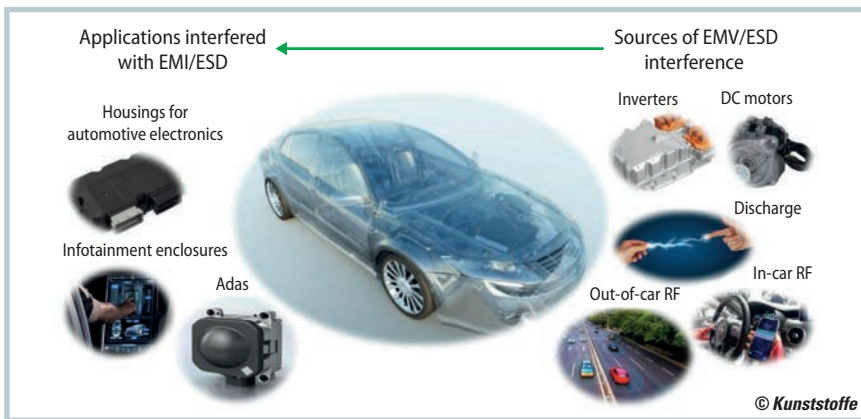 Applications interfered
with EMI/ESD
Sources of EMV/ESD
interference
Housings for
automotive electronics
Inverters
DC motors
Discharge
Infotainment enclosures
Adas
Out-of-car RF
In-car RF
© Kunststoffe